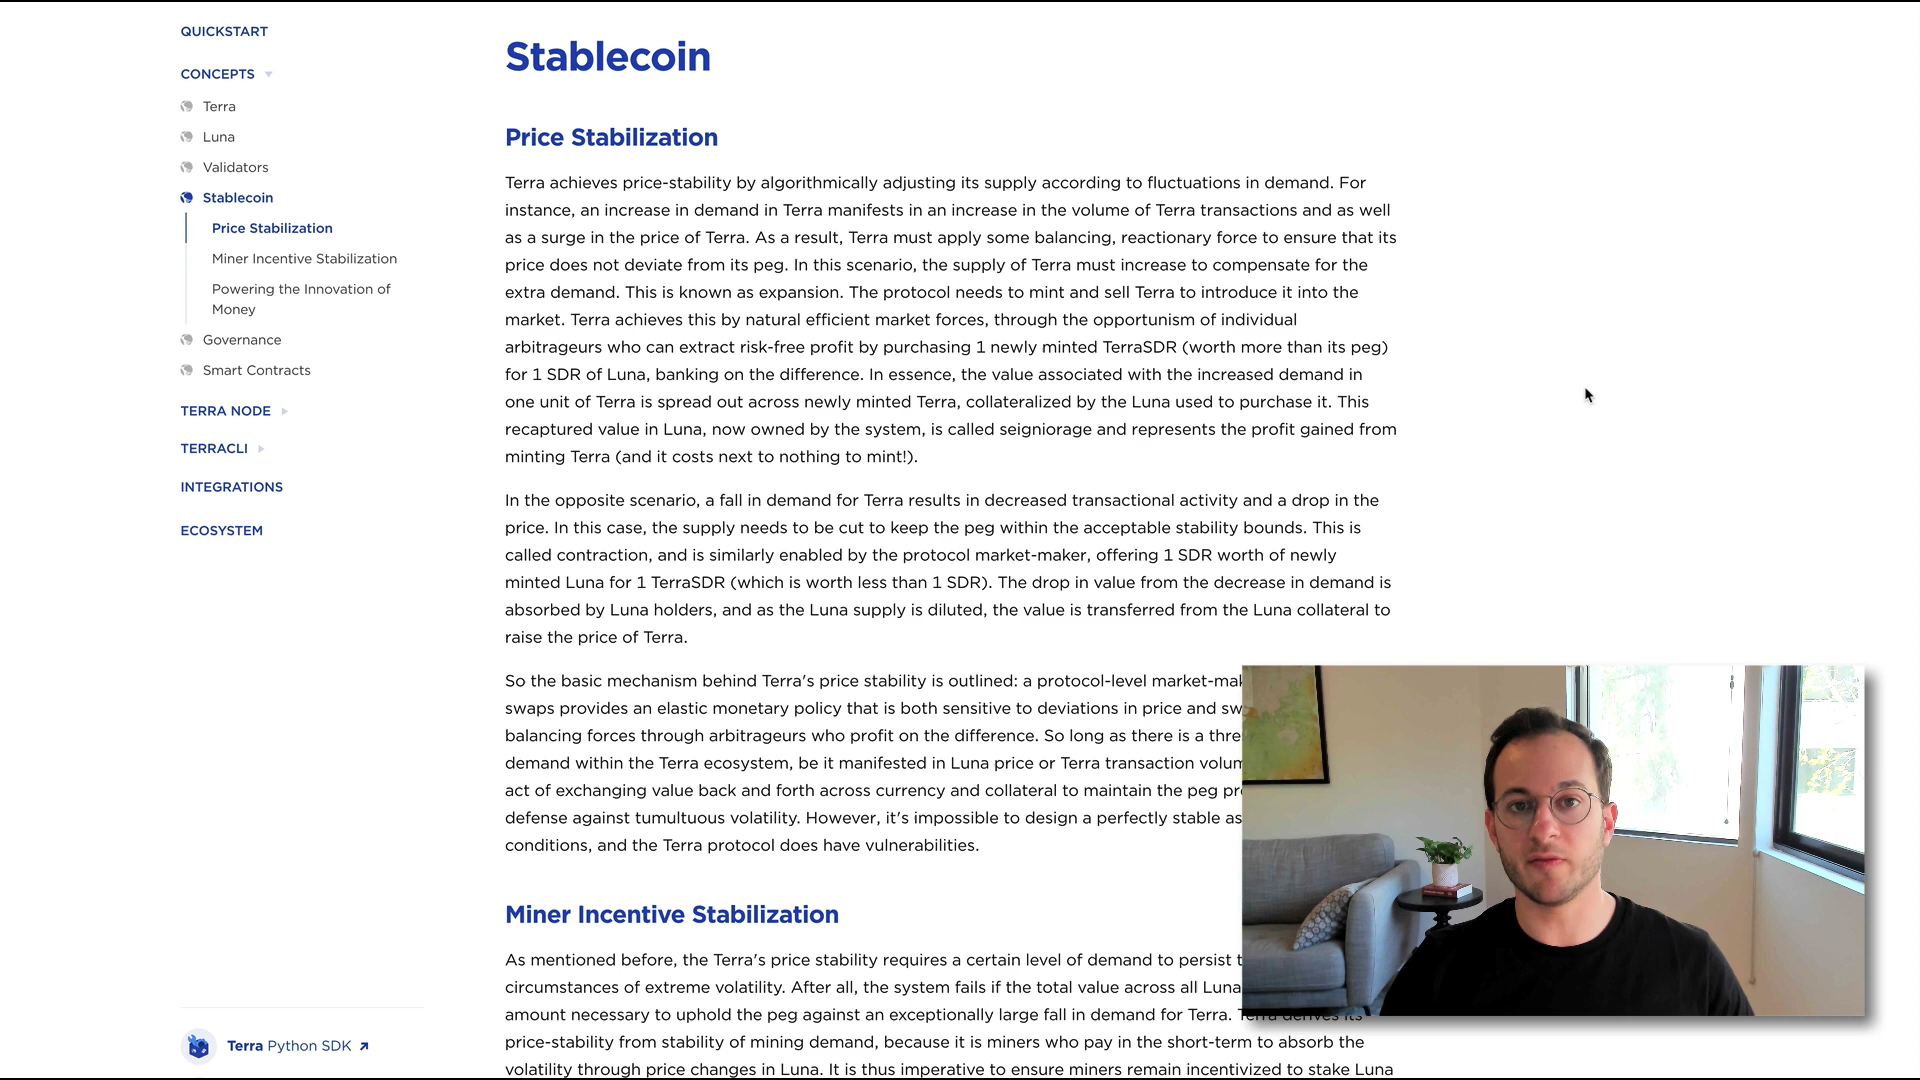 QUICKSTART
CONCEPTS
Terra
Luna
Validators
Stablecoin
Price Stabilization
Miner Incentive Stabilization
Powering the Innovation of
Money
Governance
Smart Contracts
TERRA NODE
TERRACLI
INTEGRATIONS
ECOSYSTEM
Terra Python SDK
Stablecoin
Price Stabilization
Terra achieves price-stability by algorithmically adjusting its supply according to fluctuations in demand. For
instance, an increase in demand in Terra manifests in an increase in the volume of Terra transactions and as well
as a surge in the price of Terra. As a result, Terra must apply some balancing, reactionary force to ensure that its
price does not deviate from its peg. In this scenario, the supply of Terra must increase to compensate for the
extra demand. This is known as expansion. The protocol needs to mint and sell Terra to introduce it into the
market. Terra achieves this by natural efficient market forces, through the opportunism of individual
arbitrageurs who can extract risk-free profit by purchasing 1 newly minted TerraSDR (worth more than its peg)
for 1 SDR of Luna, banking on the difference. In essence, the value associated with the increased demand in
one unit of Terra is spread out across newly minted Terra, collateralized by the Luna used to purchase it. This
recaptured value in Luna, now owned by the system, is called seigniorage and represents the profit gained from
minting Terra (and it costs next to nothing to mint!).
In the opposite scenario, a fall in demand for Terra results in decreased transactional activity and a drop in the
price. In this case, the supply needs to be cut to keep the peg within the acceptable stability bounds. This is
called contraction, and is similarly enabled by the protocol market-maker, offering 1 SDR worth of newly
minted Luna for 1 TerraSDR (which is worth less than 1 SDR). The drop in value from the decrease in demand is
absorbed by Luna holders, and as the Luna supply is diluted, the value is transferred from the Luna collateral to
raise the price of Terra.
So the basic mechanism behind Terra's price stability is outlined: a protocol-level
swaps provides an elastic monetary policy that is both sensitive to deviations in price and
balancing forces through arbitrageurs who profit on the difference. So long as there is a
demand within the Terra ecosystem, be it manifested in Luna price or Terra transaction
act of exchanging value back and forth across currency and collateral to maintain the peg
defense against tumultuous volatility. However, it's impossible to design a perfectly stable
conditions, and the Terra protocol does have vulnerabilities.
Miner Incentive Stabilization
As mentioned before, the Terra's price stability requires a certain level of demand to persist
circumstances of extreme volatility. After all, the system fails if the total value across all Luna
amount necessary to uphold the peg against an exceptionally large fall in demand for Terra. Terra derives its
price-stability from stability of mining demand, because it is miners who pay in the short-term to absorb the
volatility through price changes in Luna. It is thus imperative to ensure miners remain incentivized to stake Luna